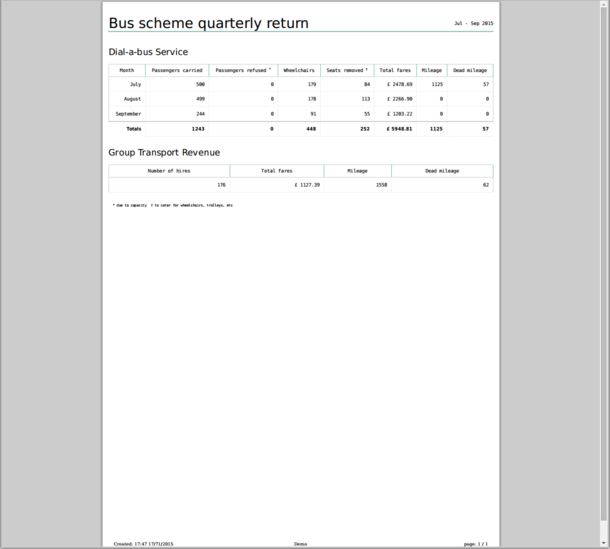 Bus scheme quarterly return
Jul - Sep 2015
Dial-a-bus Service
Month Passengers carried Passengers refused * Wheelchairs Seats removed † Total fares Mileage Dead mileage
July 500 0 179 84 £ 2478.69 1125 57
August 499 0 178 113 £ 2266.90 0 0
September 244 0 91 55 £ 1203.22 0 0
Totals 1243 0 448 252 £ 5948.81 1125 57
Group Transport Revenue
Number of hires Total fares Mileage Dead mileage
176 £ 1127.39 1550 62
* due to capacity † to cater for wheelchairs, trolleys, etc
Created: 17:47 17/71/2015 Demo page: 1 / 1